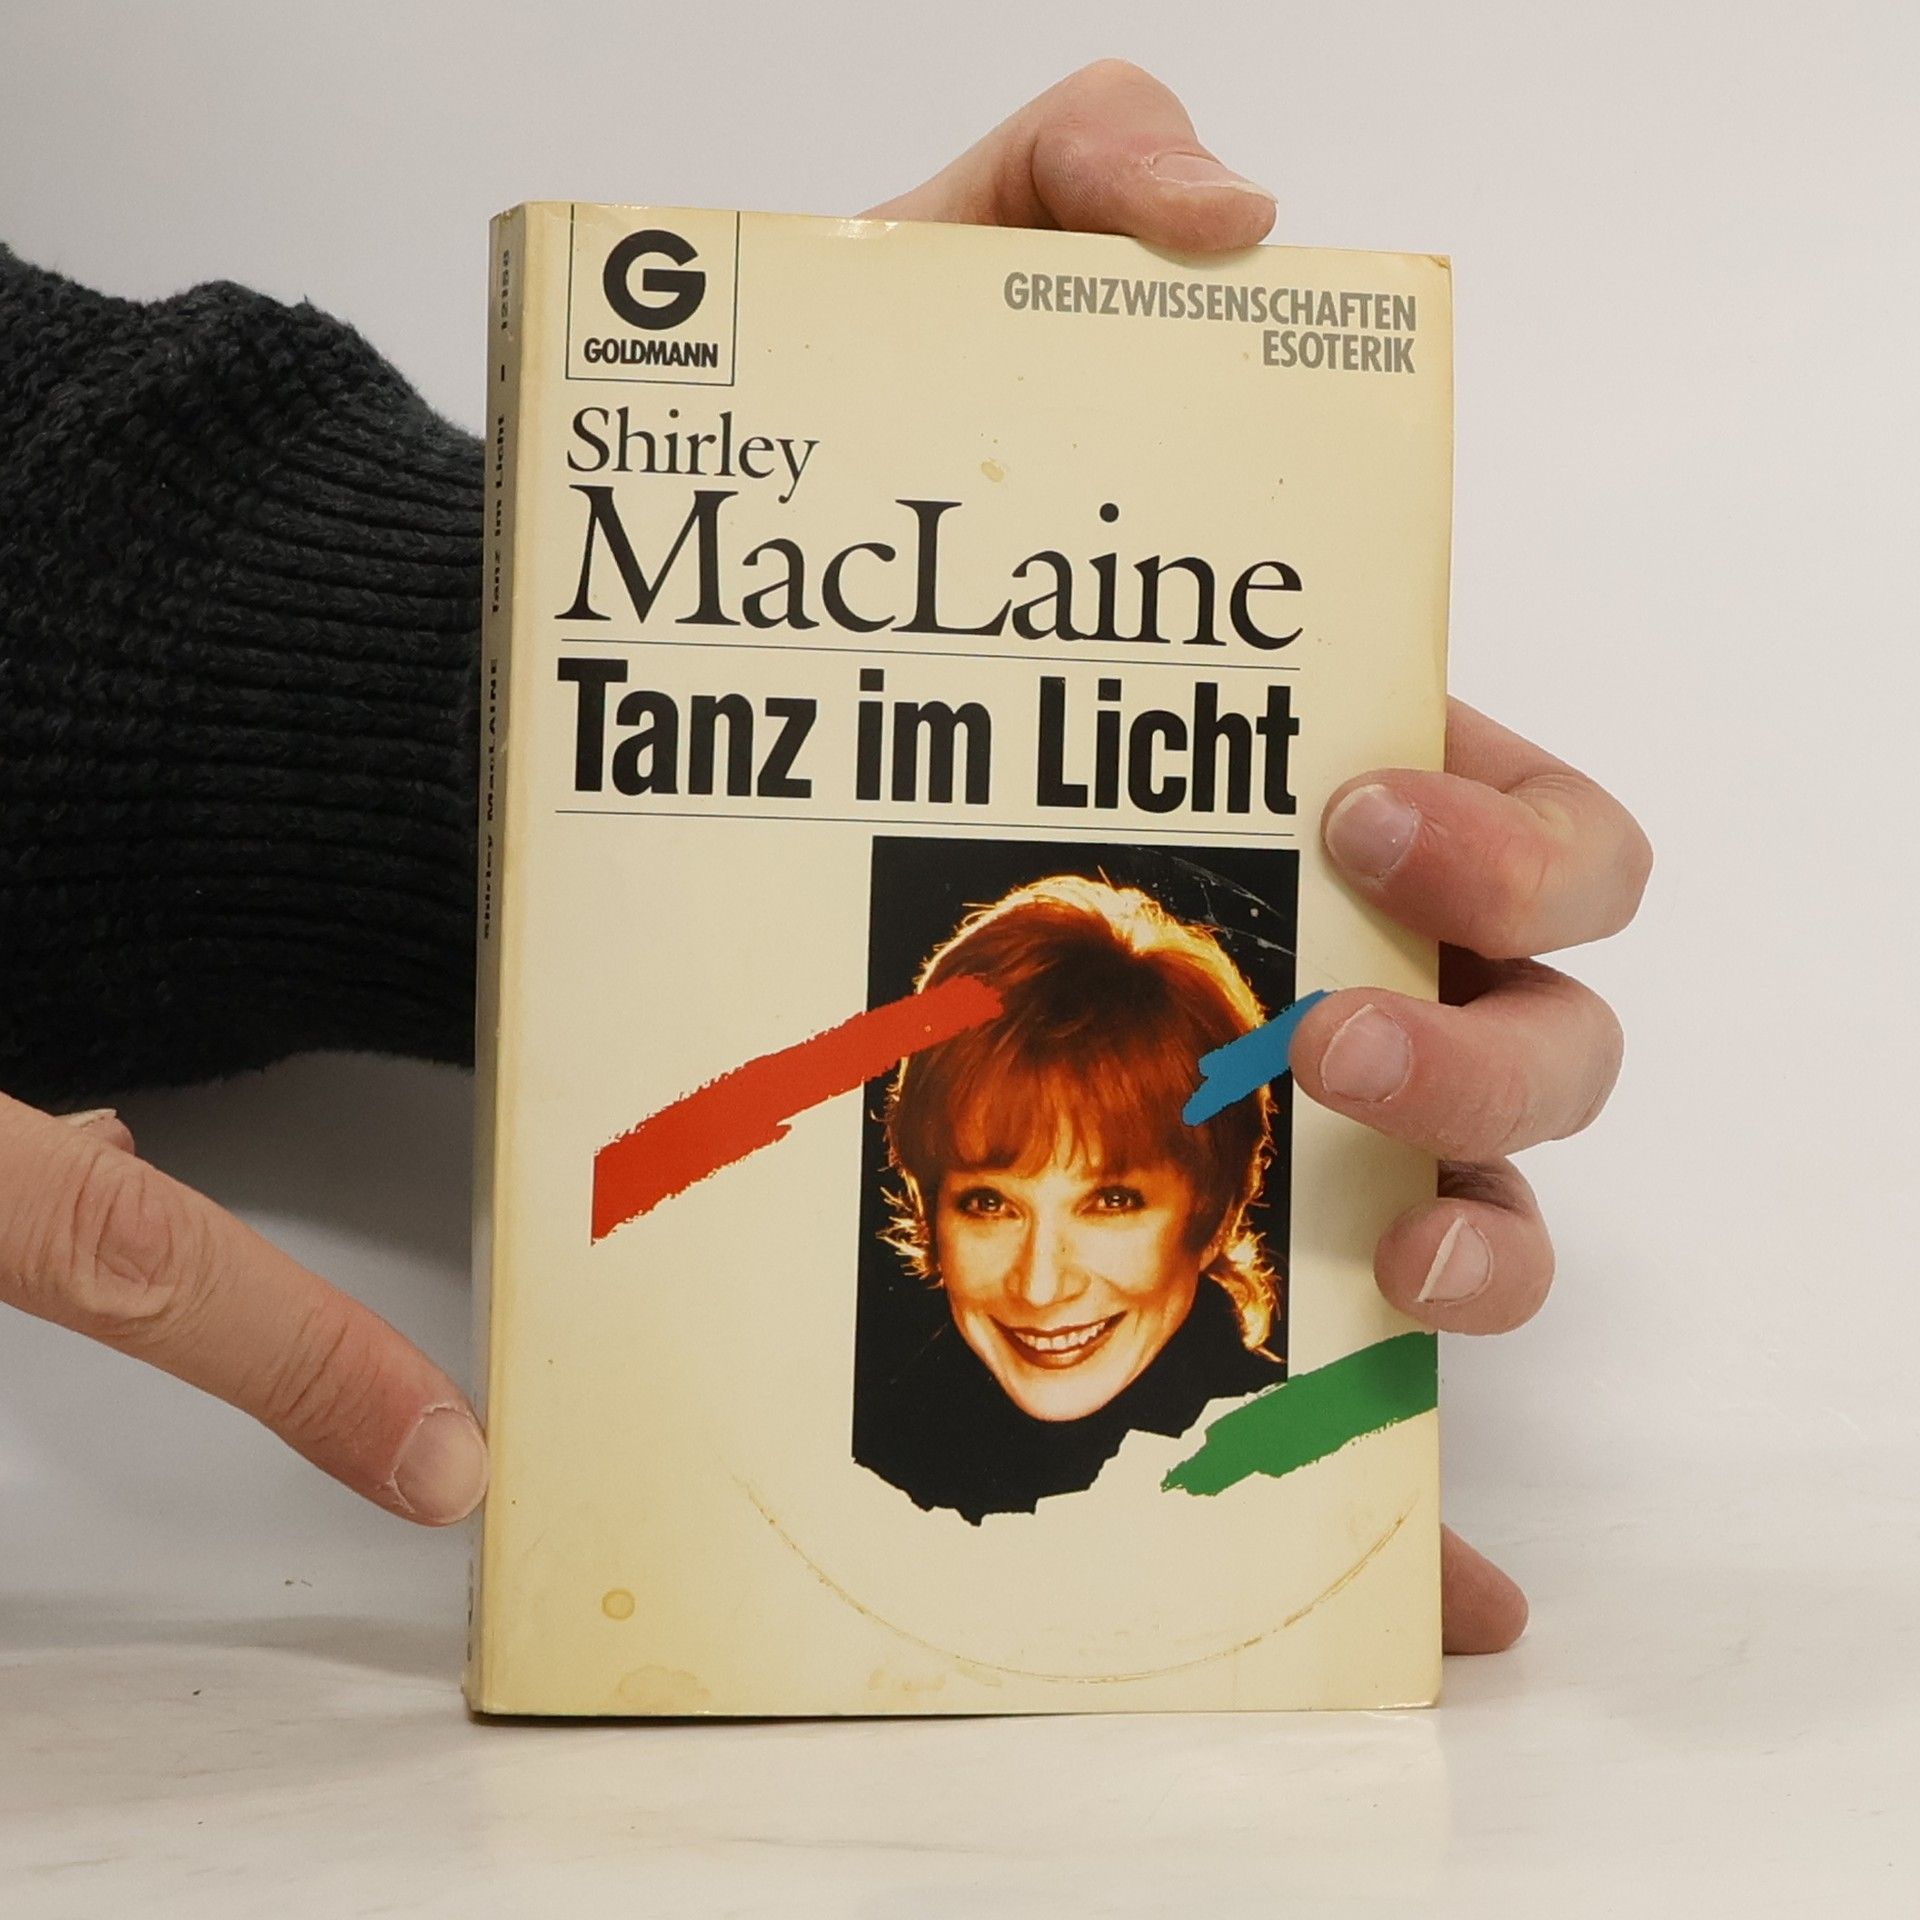 G
GOLDMANN
GRENZWISSENSCHAFTEN
ESOTERIK
Shirley
MacLaine
Tanz im Licht
Shirley MacLAINE Tanz im Licht